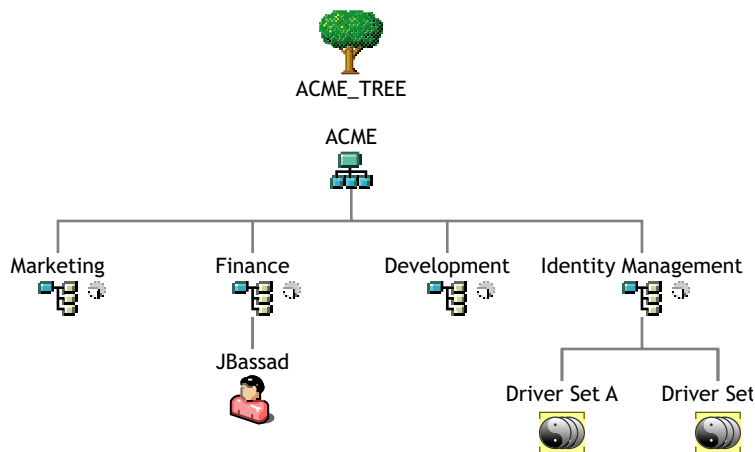 ACME_TREE
ACME
Marketing Finance Development Identity Management
JBassad
Driver Set A Driver Set